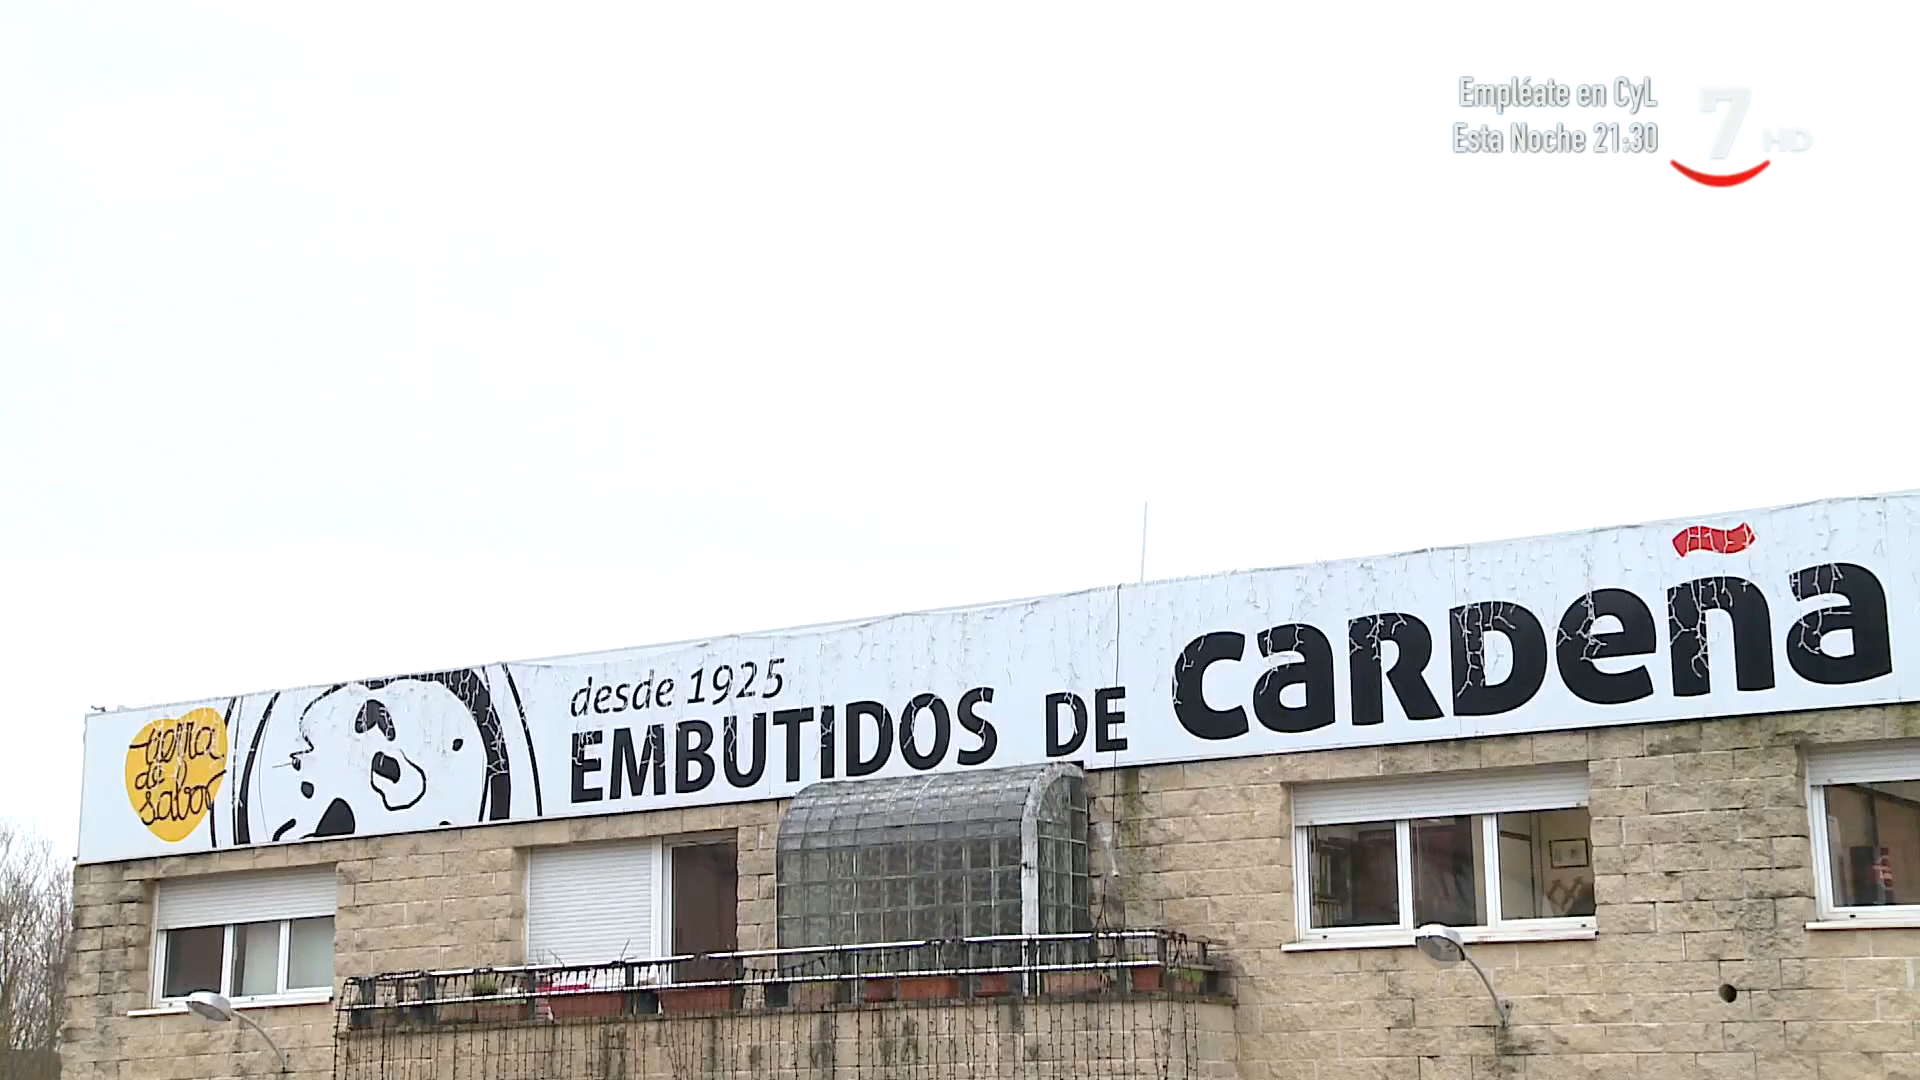 Empléate en CyL
Esta Noche 21:30
7 HD
tierra
de
sabor
desde 1925
EMBUTIDOS DE CARDEÑA